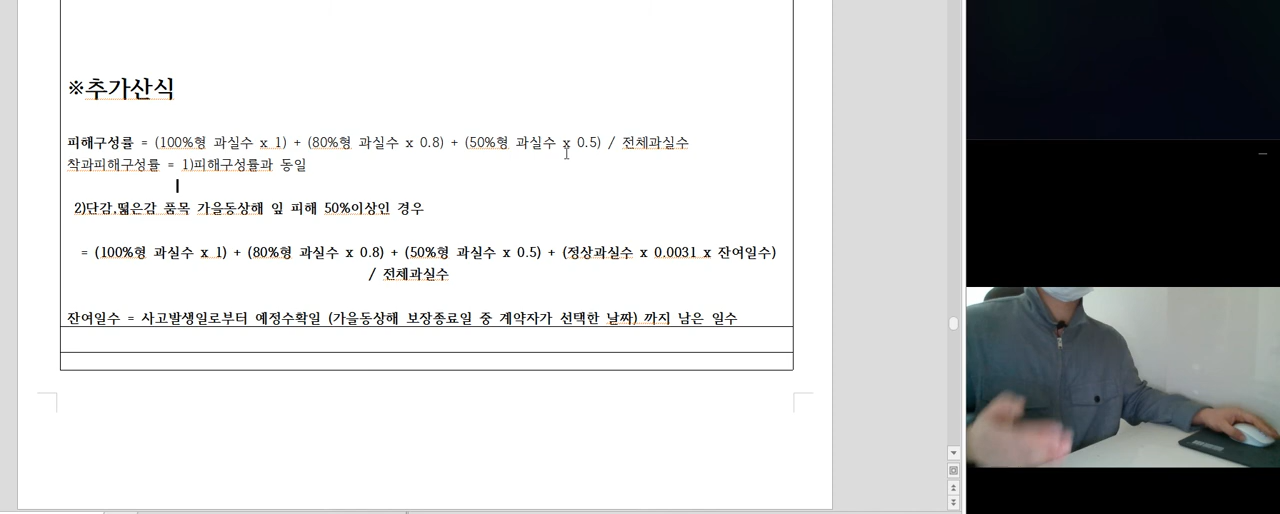 ※추가산식
피해구성률 = (100%형 과실수 x 1) + (80%형 과실수 x 0.8) + (50%형 과실수 x 0.5) / 전체과실수
착과피해구성률 = 1)피해구성률과 동일
2)단감,떫은감 품목 가을동상해 잎 피해 50%이상인 경우
= (100%형 과실수 x 1) + (80%형 과실수 x 0.8) + (50%형 과실수 x 0.5) + (정상과실수 x 0.0031 x 잔여일수)
/ 전체과실수
잔여일수 = 사고발생일로부터 예정수확일 (가을동상해 보장종료일 중 계약자가 선택한 날짜) 까지 남은 일수